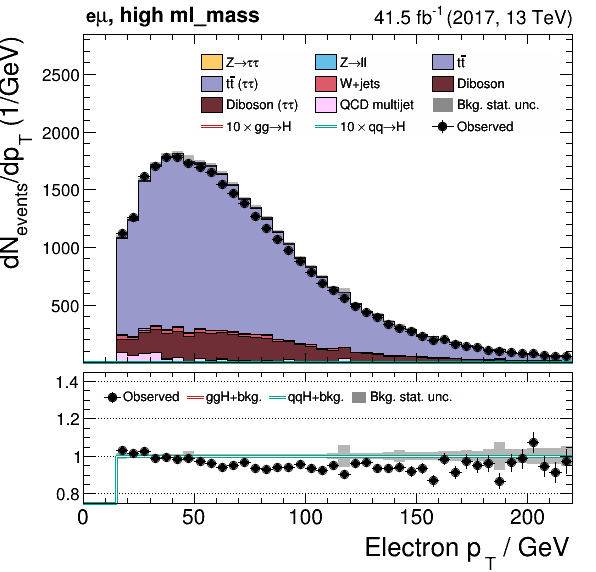 eμ, high ml_mass 41.5 fb⁻¹ (2017, 13 TeV)
dN_events/dp_T (1/GeV)
2500
2000
1500
1000
500
Z→ττ Z→ll tt̄
tt̄ (ττ) W+jets Diboson
Diboson (ττ) QCD multijet Bkg. stat. unc.
10 × gg→H 10 × qq→H Observed
1.4
1.2
1
0.8
Observed ggH+bkg. qqH+bkg. Bkg. stat. unc.
0 50 100 150 200
Electron p_T / GeV